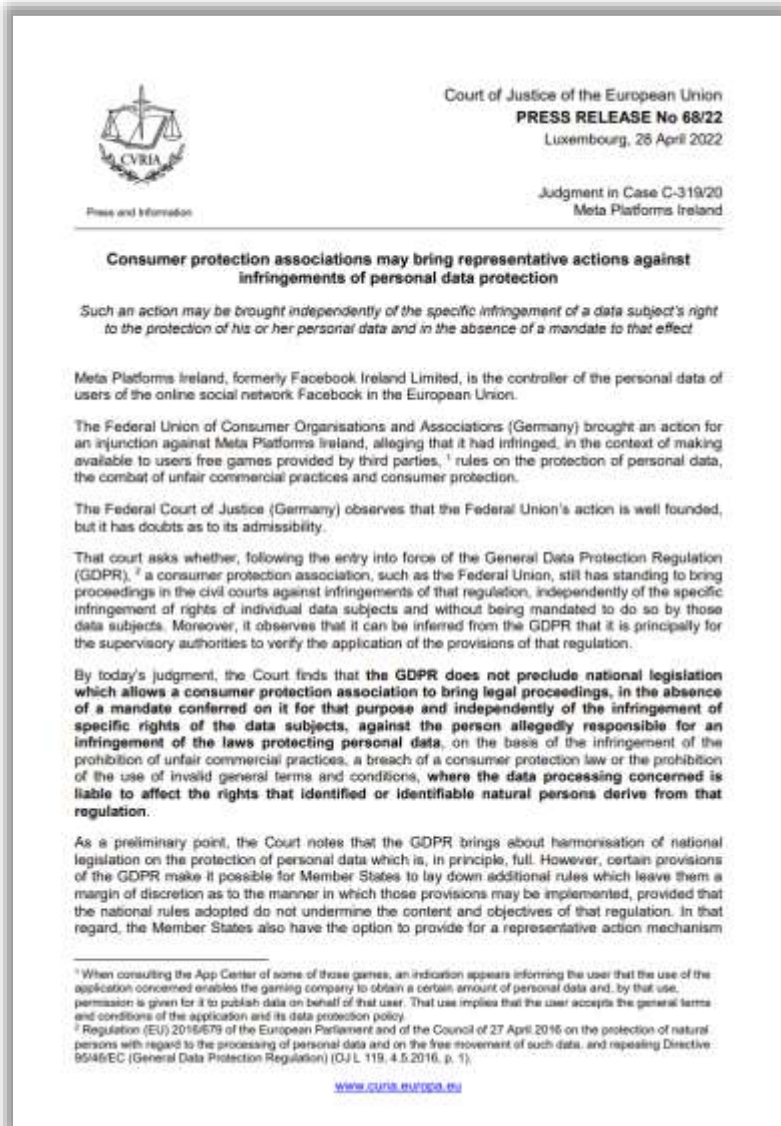 Court of Justice of the European Union
PRESS RELEASE No 68/22
Luxembourg, 28 April 2022
CVRIA
Judgment in Case C-319/20
Press and Information
Meta Platforms Ireland
Consumer protection associations may bring representative actions against
infringements of personal data protection
Such an action may be brought independently of the specific infringement of a data subject's right
to the protection of his or her personal data and in the absence of a mandate to that effect
Meta Platforms Ireland, formerly Facebook Ireland Limited, is the controller of the personal data of
users of the online social network Facebook in the European Union.
The Federal Union of Consumer Organisations and Associations (Germany) brought an action for
an injunction against Meta Platforms Ireland, alleging that it had infringed, in the context of making
available to users free games provided by third parties, ¹ rules on the protection of personal data,
the combat of unfair commercial practices and consumer protection.
The Federal Court of Justice (Germany) observes that the Federal Union's action is well founded,
but it has doubts as to its admissibility.
That court asks whether, following the entry into force of the General Data Protection Regulation
(GDPR), ² a consumer protection association, such as the Federal Union, still has standing to bring
proceedings in the civil courts against infringements of that regulation, independently of the specific
infringement of rights of individual data subjects and without being mandated to do so by those
data subjects. Moreover, it observes that it can be inferred from the GDPR that it is principally for
the supervisory authorities to verify the application of the provisions of that regulation.
By today's judgment, the Court finds that the GDPR does not preclude national legislation
which allows a consumer protection association to bring legal proceedings, in the absence
of a mandate conferred on it for that purpose and independently of the infringement of
specific rights of the data subjects, against the person allegedly responsible for an
infringement of the laws protecting personal data, on the basis of the infringement of the
prohibition of unfair commercial practices, a breach of a consumer protection law or the prohibition
of the use of invalid general terms and conditions, where the data processing concerned is
liable to affect the rights that identified or identifiable natural persons derive from that
regulation.
As a preliminary point, the Court notes that the GDPR brings about harmonisation of national
legislation on the protection of personal data which is, in principle, full. However, certain provisions
of the GDPR make it possible for Member States to lay down additional rules which leave them a
margin of discretion as to the manner in which those provisions may be implemented, provided that
the national rules adopted do not undermine the content and objectives of that regulation. In that
regard, the Member States also have the option to provide for a representative action mechanism
¹ When consulting the App Center of some of those games, an indication appears informing the user that the use of the
application concerned enables the gaming company to obtain a certain amount of personal data and, by that use,
permission is given for it to publish data on behalf of that user. That use implies that the user accepts the general terms
and conditions of the application and its data protection policy.
² Regulation (EU) 2016/679 of the European Parliament and of the Council of 27 April 2016 on the protection of natural
persons with regard to the processing of personal data and on the free movement of such data, and repealing Directive
95/46/EC (General Data Protection Regulation) (OJ L 119, 4.5.2016, p. 1).
www.curia.europa.eu